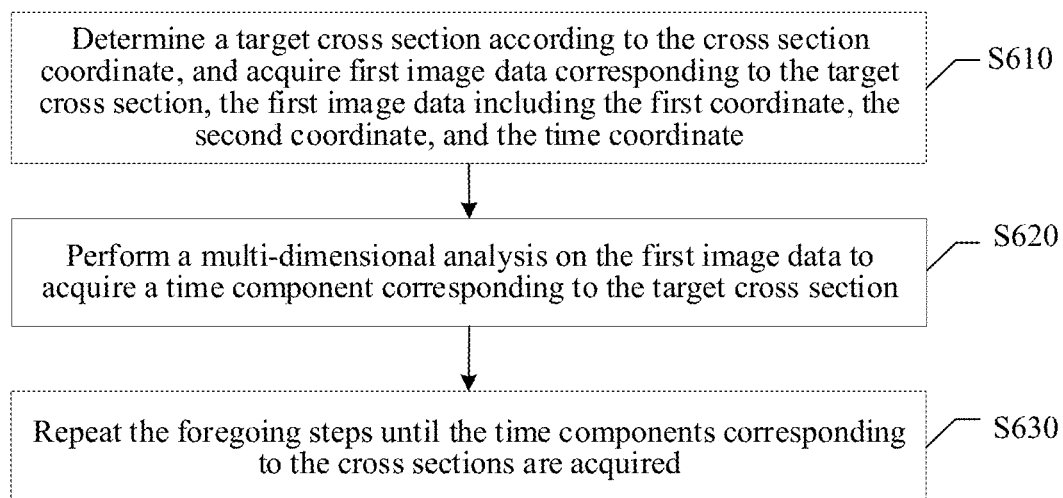 Determine a target cross section according to the cross section
coordinate, and acquire first image data corresponding to the target
cross section, the first image data including the first coordinate, the
second coordinate, and the time coordinate
S610
Perform a multi-dimensional analysis on the first image data to
acquire a time component corresponding to the target cross section
S620
Repeat the foregoing steps until the time components corresponding
to the cross sections are acquired
S630